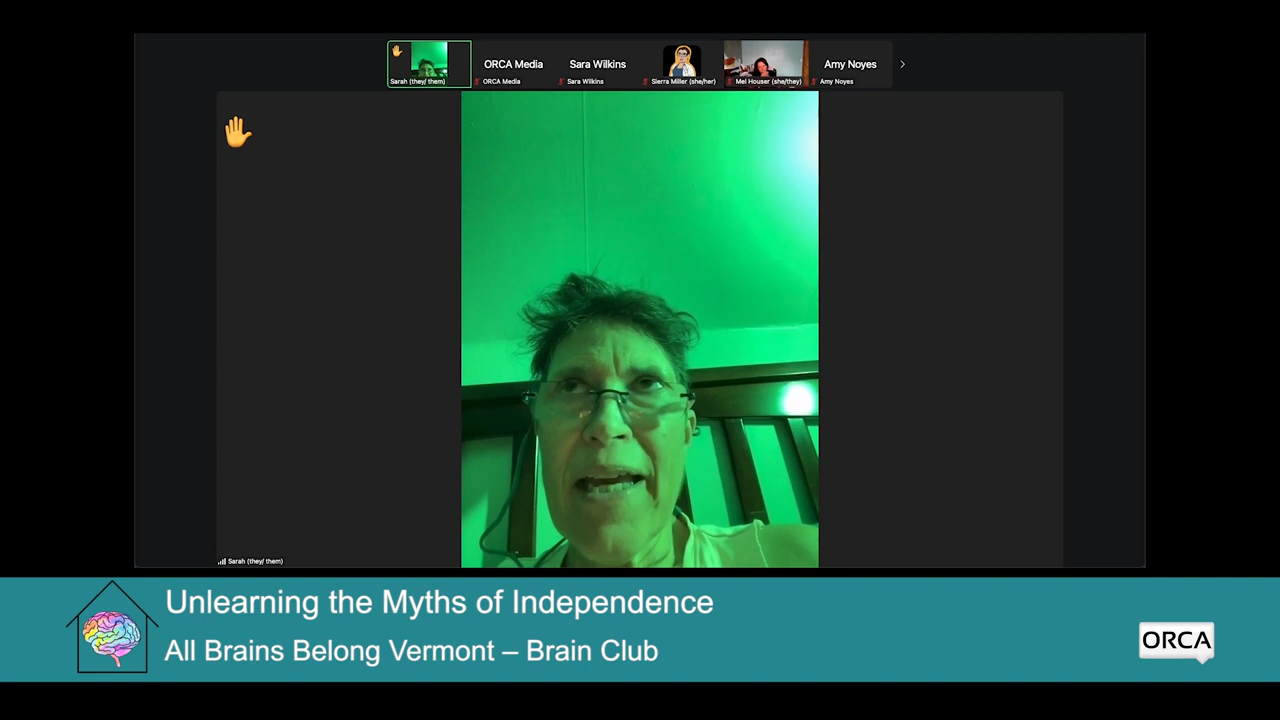 ORCA Media
Sara Wilkins
Amy Noyes
Sarah (they/ them)
ORCA Media
Sara Wilkins
Sierra Miller (she/her)
Mel Houser (she/they)
Amy Noyes
Sarah (they/ them)
Unlearning the Myths of Independence
All Brains Belong Vermont – Brain Club
ORCA